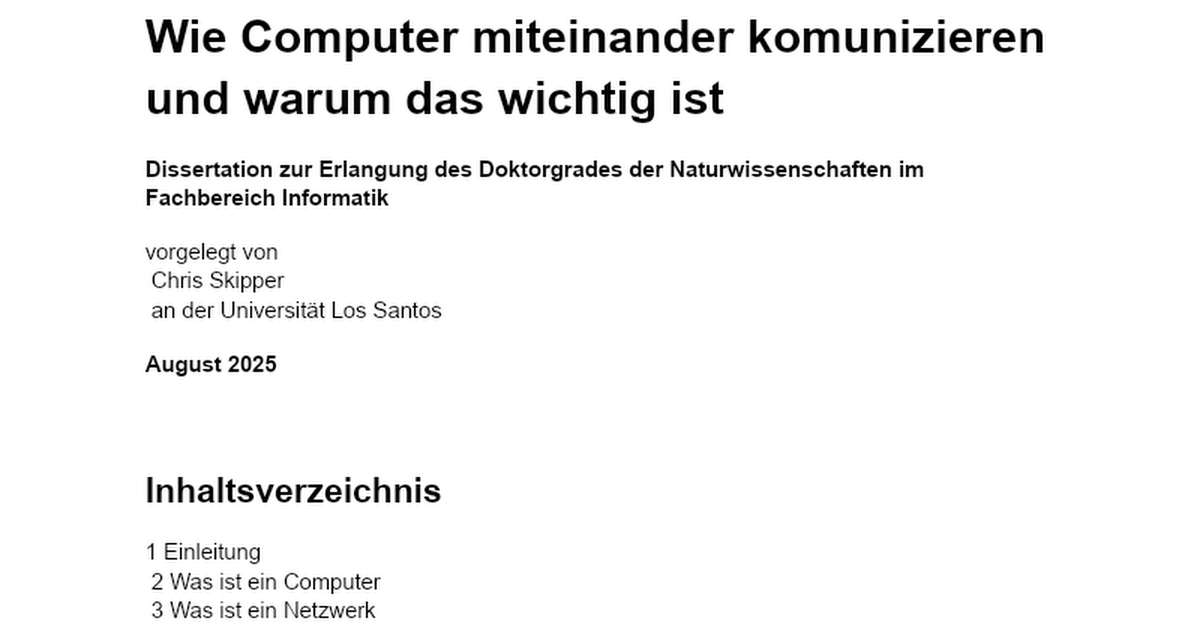 Wie Computer miteinander komunizieren
und warum das wichtig ist
Dissertation zur Erlangung des Doktorgrades der Naturwissenschaften im
Fachbereich Informatik
vorgelegt von
Chris Skipper
an der Universität Los Santos
August 2025
Inhaltsverzeichnis
1 Einleitung
2 Was ist ein Computer
3 Was ist ein Netzwerk